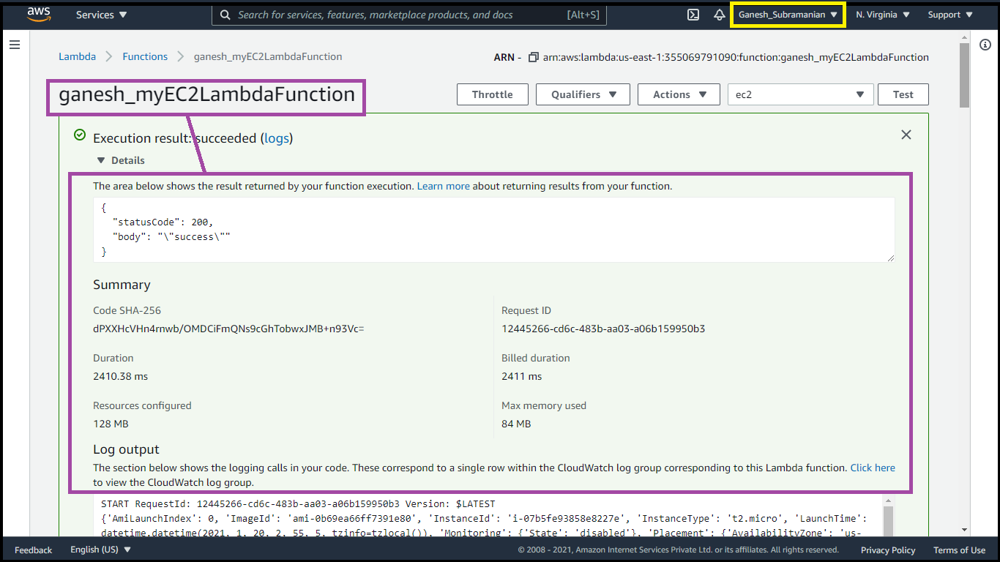 aws Services Search for services, features, marketplace products, and docs [Alt+S] Ganesh_Subramanian N. Virginia Support
Lambda Functions ganesh_myEC2LambdaFunction ARN - arn:aws:lambda:us-east-1:355069791090:function:ganesh_myEC2LambdaFunction
ganesh_myEC2LambdaFunction Throttle Qualifiers Actions ec2 Test
Execution result: succeeded (logs)
Details
The area below shows the result returned by your function execution. Learn more about returning results from your function.
{
"statusCode": 200,
"body": "\"success\""
}
Summary
Code SHA-256 Request ID
dPXXHcVHn4rnwb/OMDCiFmQNs9cGhTobwxJMB+n93Vc= 12445266-cd6c-483b-aa03-a06b159950b3
Duration Billed duration
2410.38 ms 2411 ms
Resources configured Max memory used
128 MB 84 MB
Log output
The section below shows the logging calls in your code. These correspond to a single row within the CloudWatch log group corresponding to this Lambda function. Click here
to view the CloudWatch log group.
START RequestId: 12445266-cd6c-483b-aa03-a06b159950b3 Version: $LATEST
{'AmiLaunchIndex': 0, 'ImageId': 'ami-0b69ea66ff7391e80', 'InstanceId': 'i-07b5fe93858e8227e', 'InstanceType': 't2.micro', 'LaunchTime':
datetime.datetime(2021, 1, 20, 2, 55, 5, tzinfo=tzlocal()), 'Monitoring': {'State': 'disabled'}, 'Placement': {'AvailabilityZone': 'us-
Feedback English (US) © 2008 - 2021, Amazon Internet Services Private Ltd. or its affiliates. All rights reserved. Privacy Policy Terms of Use